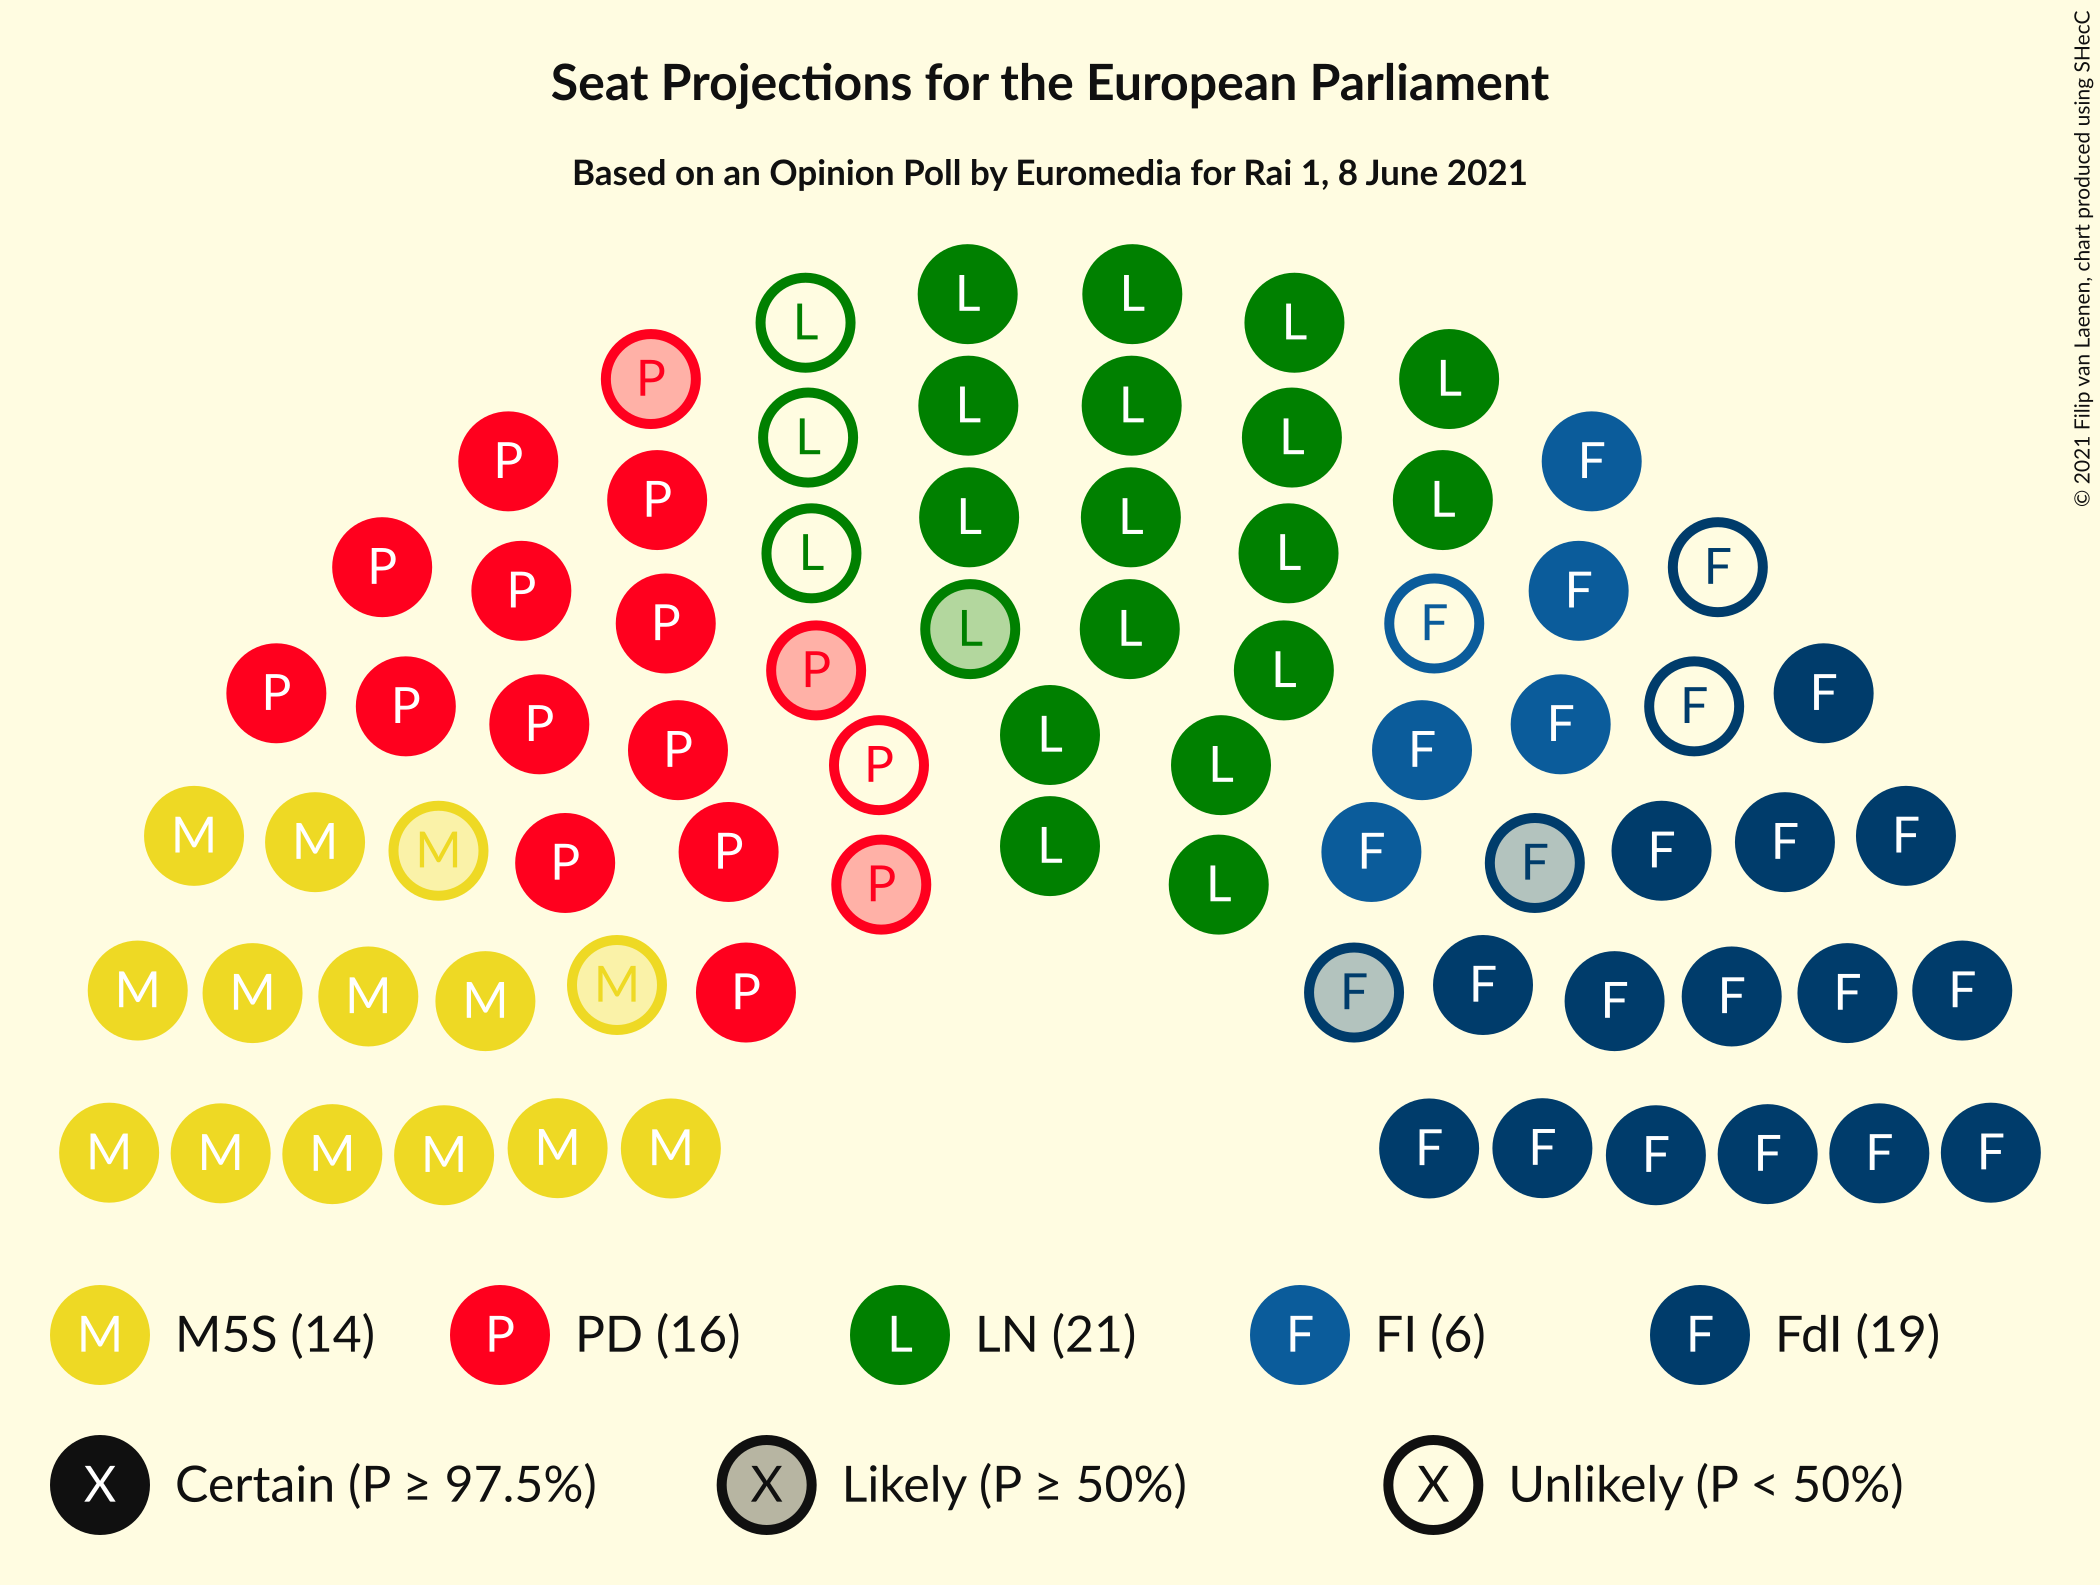 Seat Projections for the European Parliament
Based on an Opinion Poll by Euromedia for Rai 1, 8 June 2021
© 2021 Filip van Laenen, chart produced using SHecC
L L
L L
P L
L L
L L
P F
P L L
L L
L L
P F
P F
P P L
P F
L L
P L
P F
P F F
P F
L
P F
P L
M F
M F
L
M P F F
P F
P L
M M M M M P F F F F F F
M M M M M M F F F F F F
M M5S (14) P PD (16) L LN (21) F FI (6) F FdI (19)
X Certain (P ≥ 97.5%) X Likely (P ≥ 50%) X Unlikely (P < 50%)